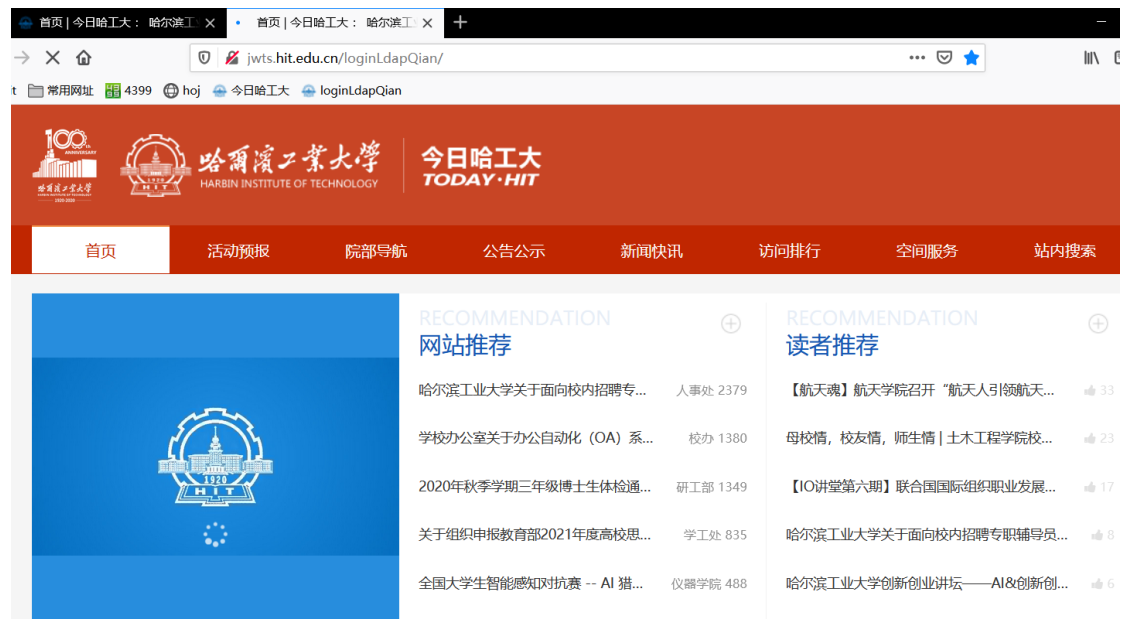 首页 | 今日哈工大： 哈尔滨工
首页 | 今日哈工大： 哈尔滨工
jwts.hit.edu.cn/loginLdapQian/
常用网址 4399 hoj 今日哈工大 loginLdapQian
100th
ANNIVERSARY
哈尔滨工业大学
1920-2020
1920
HIT
哈爾濱工業大學
HARBIN INSTITUTE OF TECHNOLOGY
今日哈工大
TODAY·HIT
首页 活动预报 院部导航 公告公示 新闻快讯 访问排行 空间服务 站内搜索
1920
HIT
RECOMMENDATION
网站推荐
哈尔滨工业大学关于面向校内招聘专... 人事处 2379
学校办公室关于办公自动化（OA）系... 校办 1380
2020年秋季学期三年级博士生体检通... 研工部 1349
关于组织申报教育部2021年度高校思... 学工处 835
全国大学生智能感知对抗赛 -- AI 猎... 仪器学院 488
RECOMMENDATION
读者推荐
【航天魂】航天学院召开“航天人引领航天... 33
母校情，校友情，师生情 | 土木工程学院校... 23
【IO讲堂第六期】联合国国际组织职业发展... 17
哈尔滨工业大学关于面向校内招聘专职辅导员... 8
哈尔滨工业大学创新创业讲坛——AI&创新创... 6